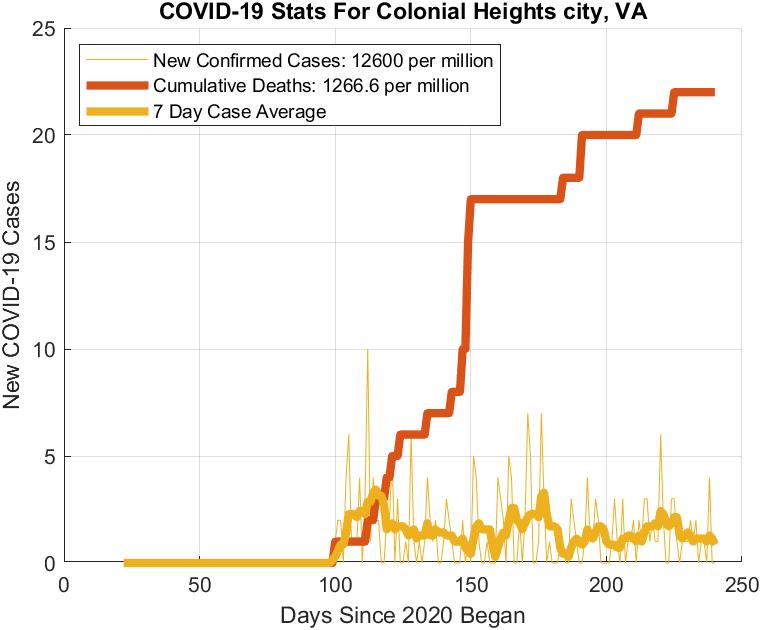 COVID-19 Stats For Colonial Heights city, VA
25
New Confirmed Cases: 12600 per million
Cumulative Deaths: 1266.6 per million
7 Day Case Average
20
15
10
5
0
New COVID-19 Cases
0 50 100 150 200 250
Days Since 2020 Began